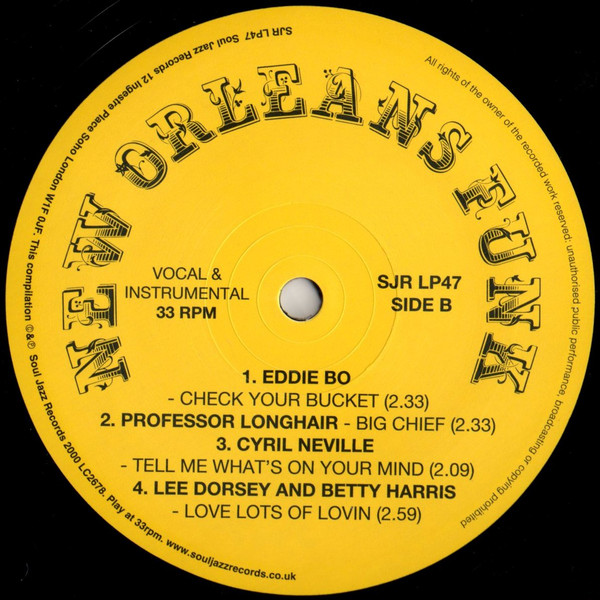 NEW ORLEANS FUNK
VOCAL &
INSTRUMENTAL
33 RPM
SJR LP47
SIDE B
1. EDDIE BO
- CHECK YOUR BUCKET (2.33)
2. PROFESSOR LONGHAIR - BIG CHIEF (2.33)
3. CYRIL NEVILLE
- TELL ME WHAT'S ON YOUR MIND (2.09)
4. LEE DORSEY AND BETTY HARRIS
- LOVE LOTS OF LOVIN (2.59)
SJR LP47 Soul Jazz Records 12 Ingestre Place Soho London W1F 0JF. This compilation ©&℗ Soul Jazz Records 2000 LC2678. Play at 33rpm. www.souljazzrecords.co.uk
All rights of the owner of the recorded work reserved: unauthorised public performance, broadcasting or copying prohibited